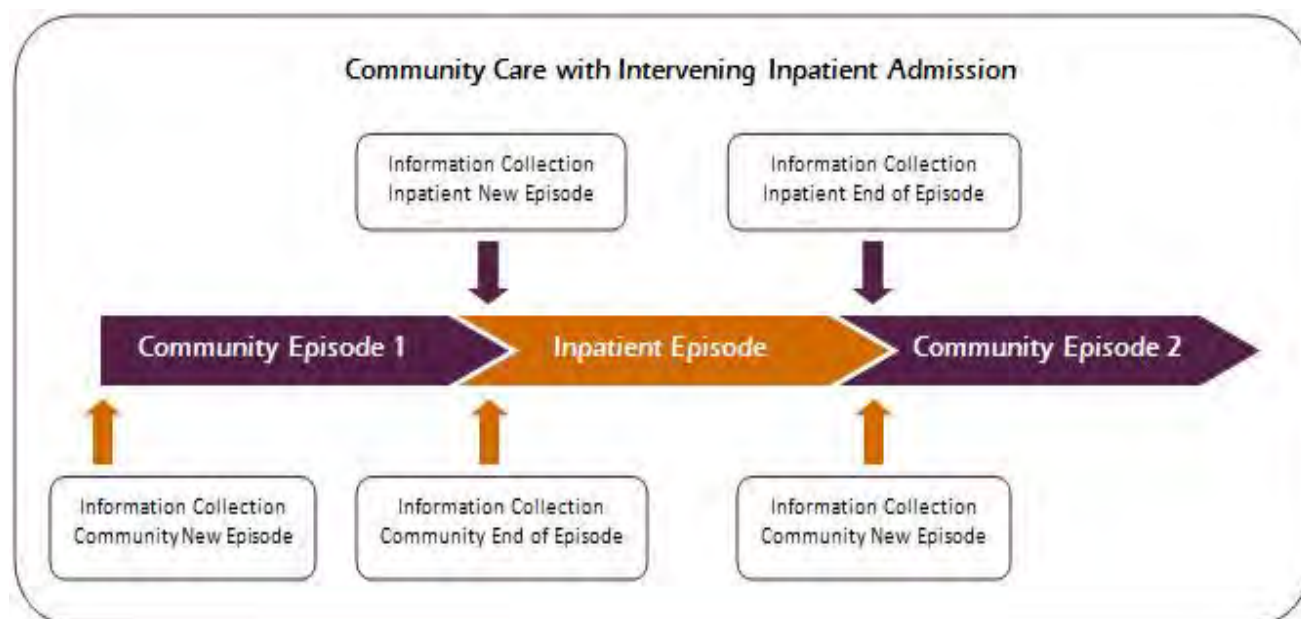 Community Care with Intervening Inpatient Admission
Information Collection
Inpatient New Episode
Information Collection
Inpatient End of Episode
Community Episode 1
Inpatient Episode
Community Episode 2
Information Collection
Community New Episode
Information Collection
Community End of Episode
Information Collection
Community New Episode